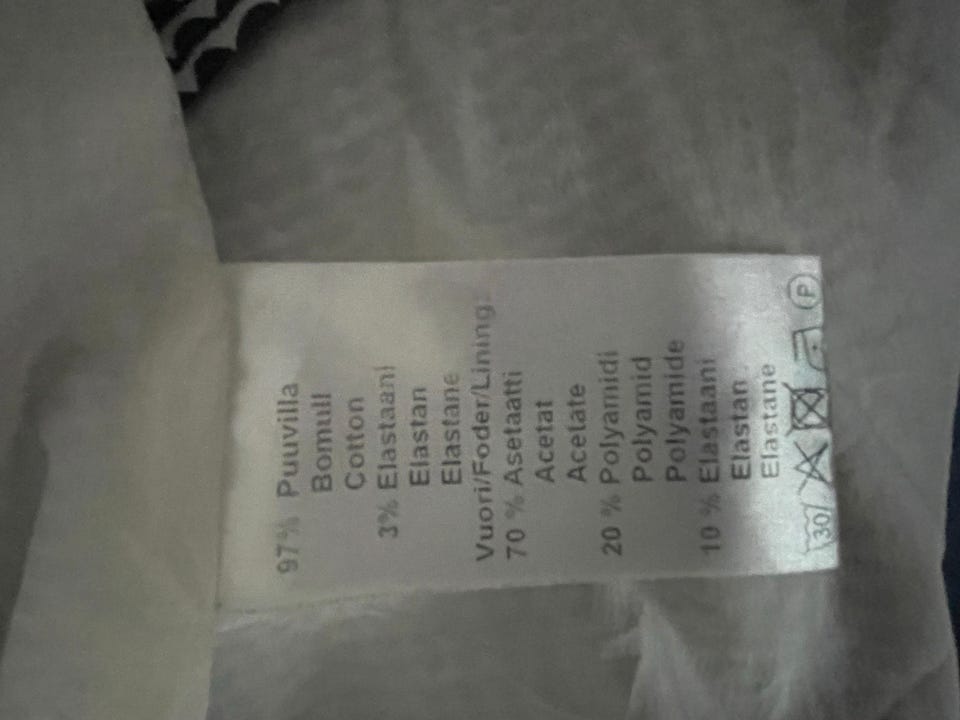 97% Puuvilla
Bomull
Cotton
3% Elastaani
Elastan
Elastane
Vuori/Foder/Lining:
70 % Asetaatti
Acetat
Acetate
20 % Polyamidi
Polyamid
Polyamide
10 % Elastaani
Elastan
Elastane
30 P